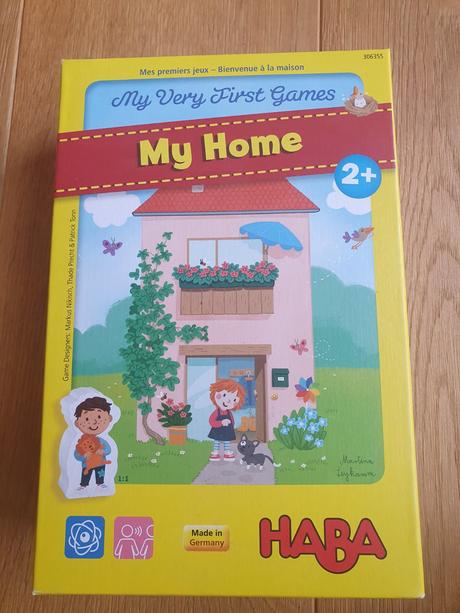 306355
Mes premiers jeux – Bienvenue à la maison
My Very First Games
My Home
2+
Game Designers: Markus Nikisch, Thade Precht & Patrick Tonn
1:1
Martina
Leykamm
Made in
Germany
HABA